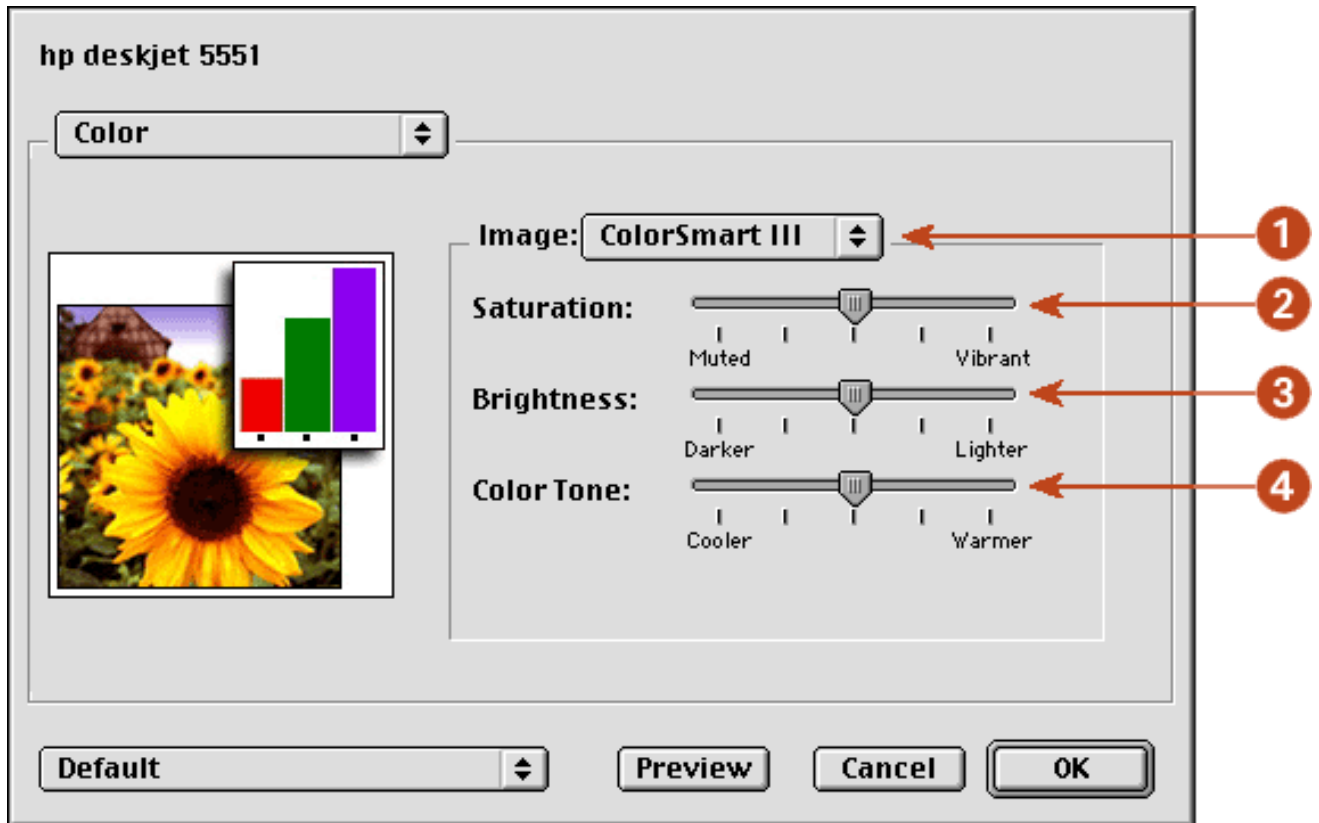 hp deskjet 5551
Color
Image: ColorSmart III
1
Saturation:
2
Muted Vibrant
Brightness:
3
Darker Lighter
Color Tone:
4
Cooler Warmer
Default Preview Cancel OK